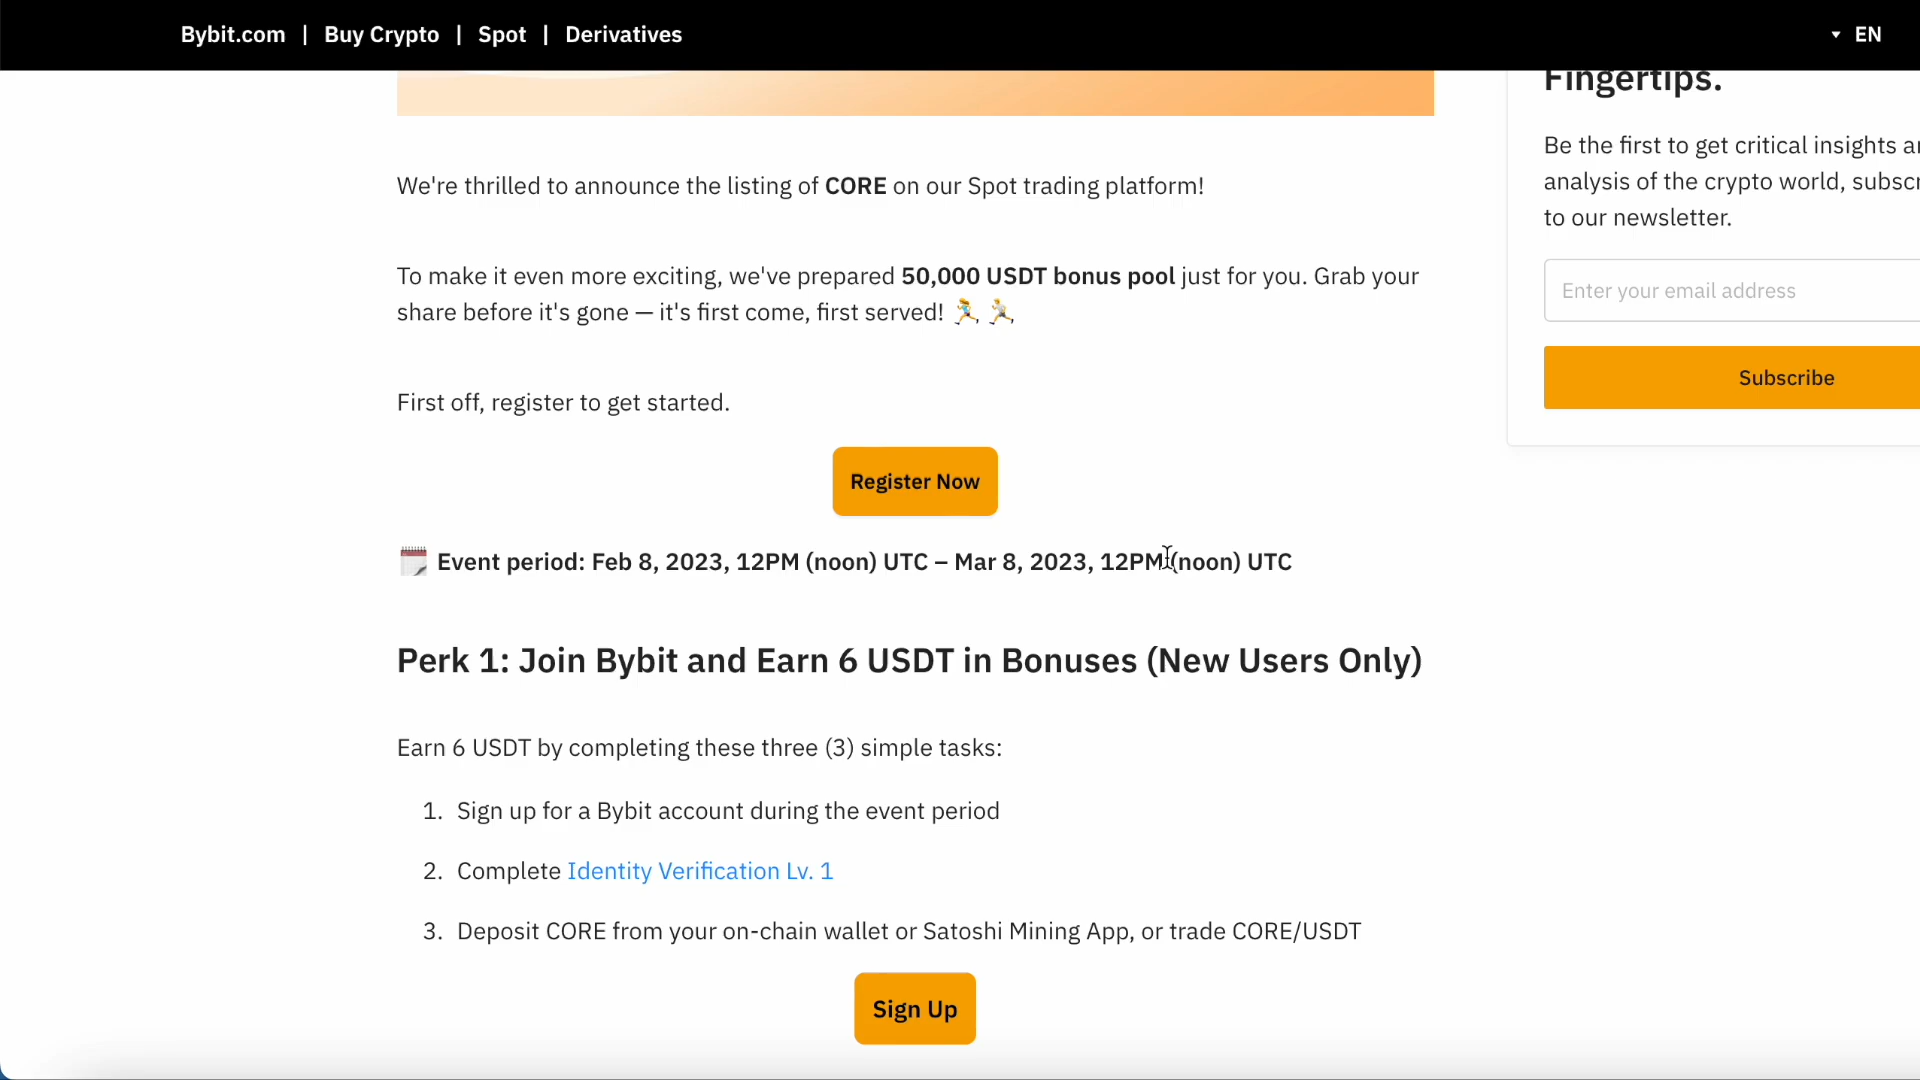 Bybit.com | Buy Crypto | Spot | Derivatives
EN
Fingertips.
Be the first to get critical insights
analysis of the crypto world,
to our newsletter.
Enter your email address
Subscribe
We're thrilled to announce the listing of CORE on our Spot trading platform!
To make it even more exciting, we've prepared 50,000 USDT bonus pool just for you. Grab your
share before it's gone — it's first come, first served! 🏃‍♀️ 🏃
First off, register to get started.
Register Now
Event period: Feb 8, 2023, 12PM (noon) UTC – Mar 8, 2023, 12PM (noon) UTC
Perk 1: Join Bybit and Earn 6 USDT in Bonuses (New Users Only)
Earn 6 USDT by completing these three (3) simple tasks:
1. Sign up for a Bybit account during the event period
2. Complete Identity Verification Lv. 1
3. Deposit CORE from your on-chain wallet or Satoshi Mining App, or trade CORE/USDT
Sign Up